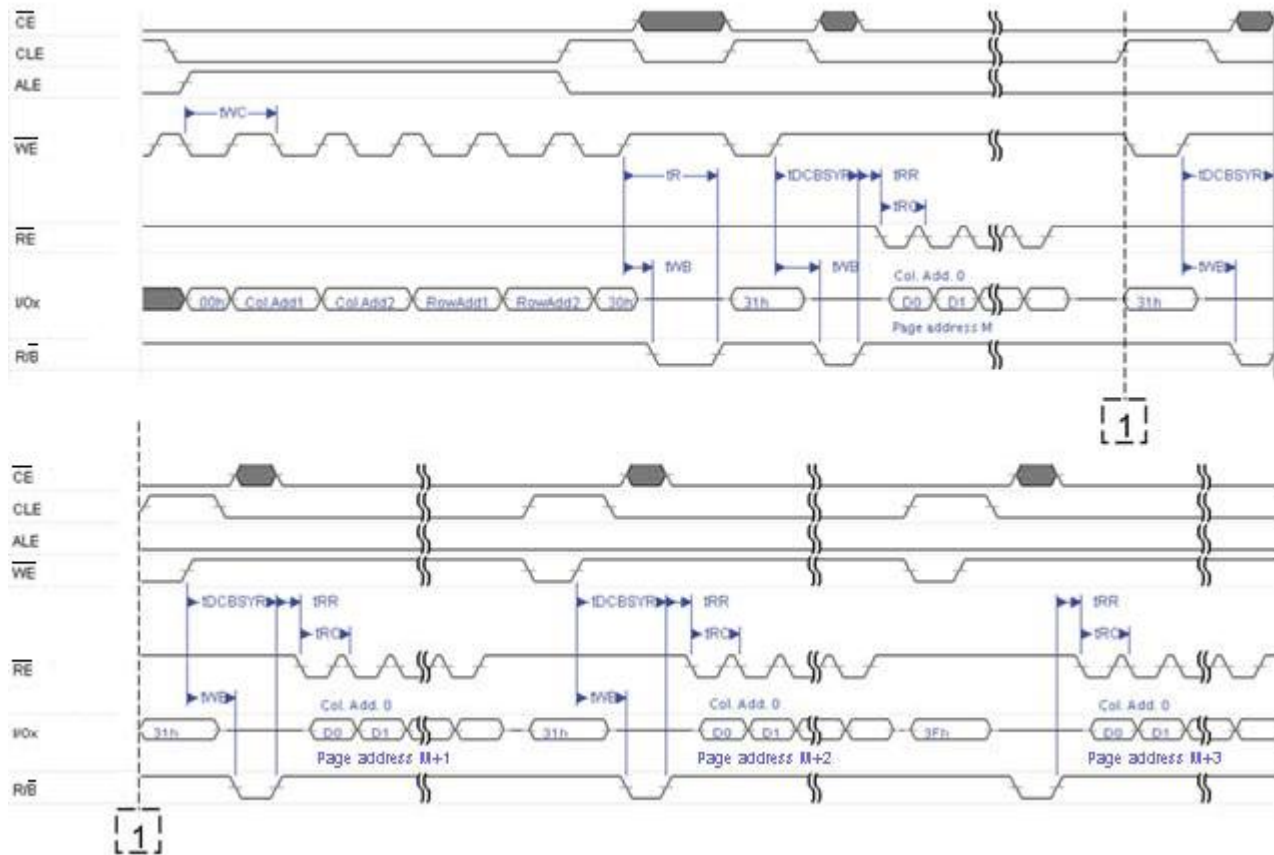 CE
CLE
ALE
tWC
WE
tR
tDCBSYR
tRR
tRC
tDCBSYR
RE
tWB
tWB
Col. Add. 0
tWB
I/Ox
00h
Col.Add1
Col.Add2
RowAdd1
RowAdd2
30h
31h
D0
D1
31h
Page address M
R/B
1
CE
CLE
ALE
WE
tDCBSYR
tRR
tDCBSYR
tRR
tRR
tRC
tRC
tRC
RE
tWB
tWB
Col. Add. 0
Col. Add. 0
Col. Add. 0
I/Ox
31h
D0
D1
31h
D0
D1
3Fh
D0
D1
Page address M+1
Page address M+2
Page address M+3
R/B
1